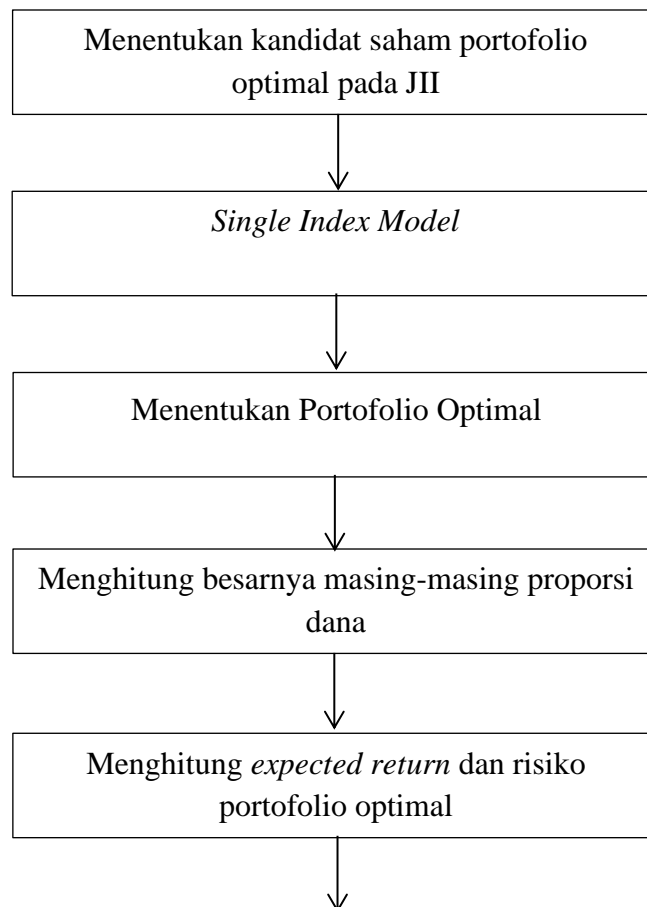 Menentukan kandidat saham portofolio
optimal pada JII
Single Index Model
Menentukan Portofolio Optimal
Menghitung besarnya masing-masing proporsi
dana
Menghitung expected return dan risiko
portofolio optimal